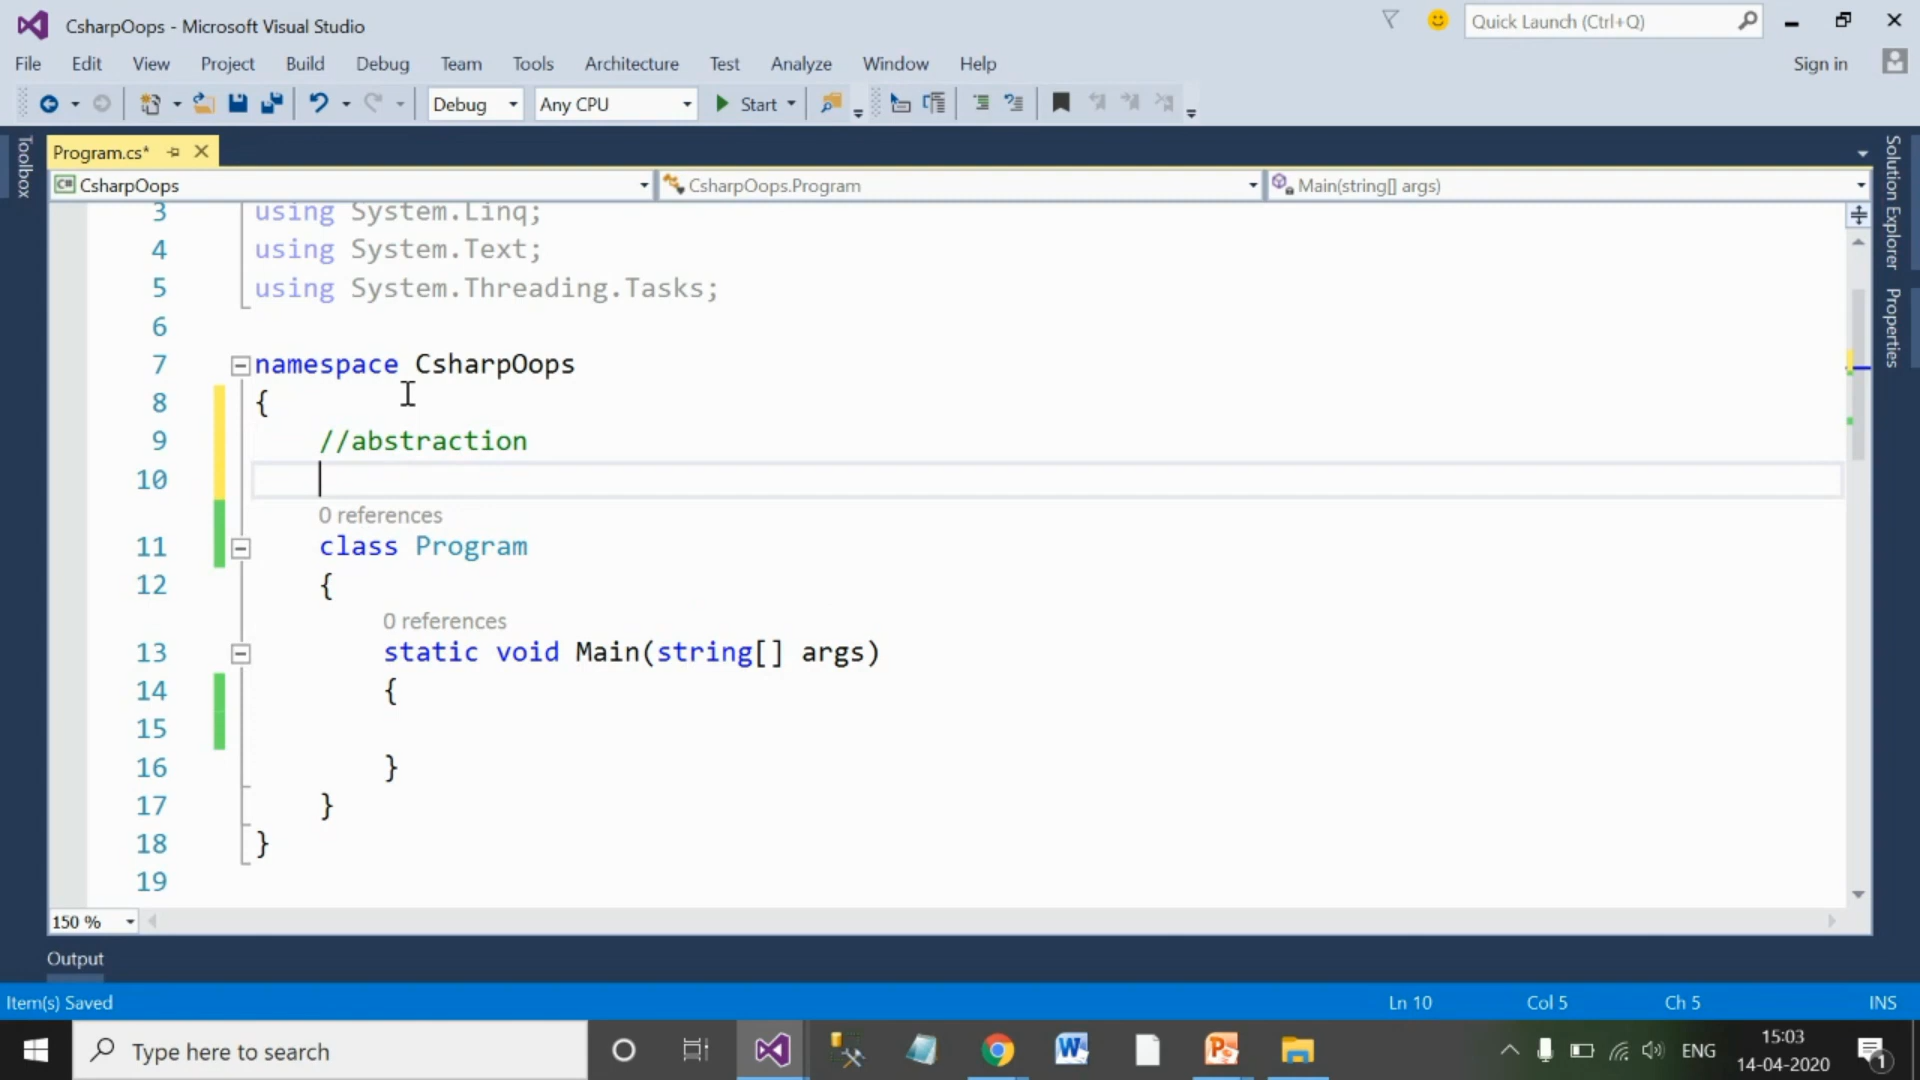 CsharpOops - Microsoft Visual Studio
Quick Launch (Ctrl+Q)
File Edit View Project Build Debug Team Tools Architecture Test Analyze Window Help
Sign in
Debug Any CPU Start
Toolbox
Program.cs*
CsharpOops CsharpOops.Program Main(string[] args)
Solution Explorer
Properties
3 using System.Linq;
4 using System.Text;
5 using System.Threading.Tasks;
6
7 namespace CsharpOops
8 {
9 //abstraction
10
0 references
11 class Program
12 {
0 references
13 static void Main(string[] args)
14 {
15
16 }
17 }
18 }
19
150 %
Output
Item(s) Saved Ln 10 Col 5 Ch 5 INS
Type here to search
ENG
15:03
14-04-2020
1